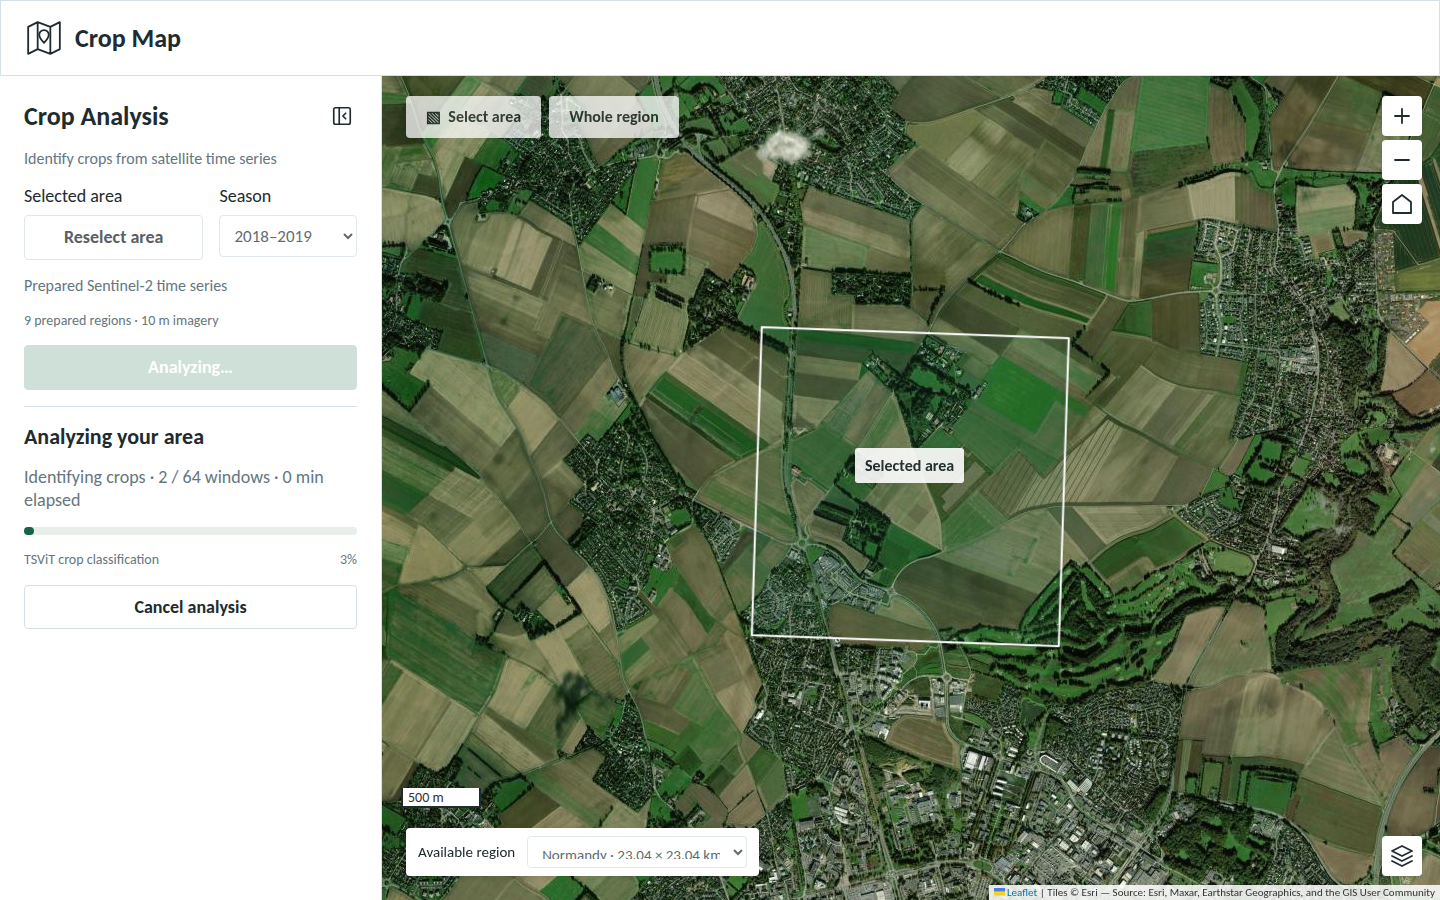 Crop Map
Crop Analysis
Identify crops from satellite time series
Selected area
Season
Reselect area
2018–2019
Prepared Sentinel-2 time series
9 prepared regions · 10 m imagery
Analyzing…
Analyzing your area
Identifying crops · 2 / 64 windows · 0 min
elapsed
TSViT crop classification
3%
Cancel analysis
Select area
Whole region
Selected area
500 m
Available region
Normandy · 23.04 × 23.04 km
Leaflet | Tiles © Esri — Source: Esri, Maxar, Earthstar Geographics, and the GIS User Community